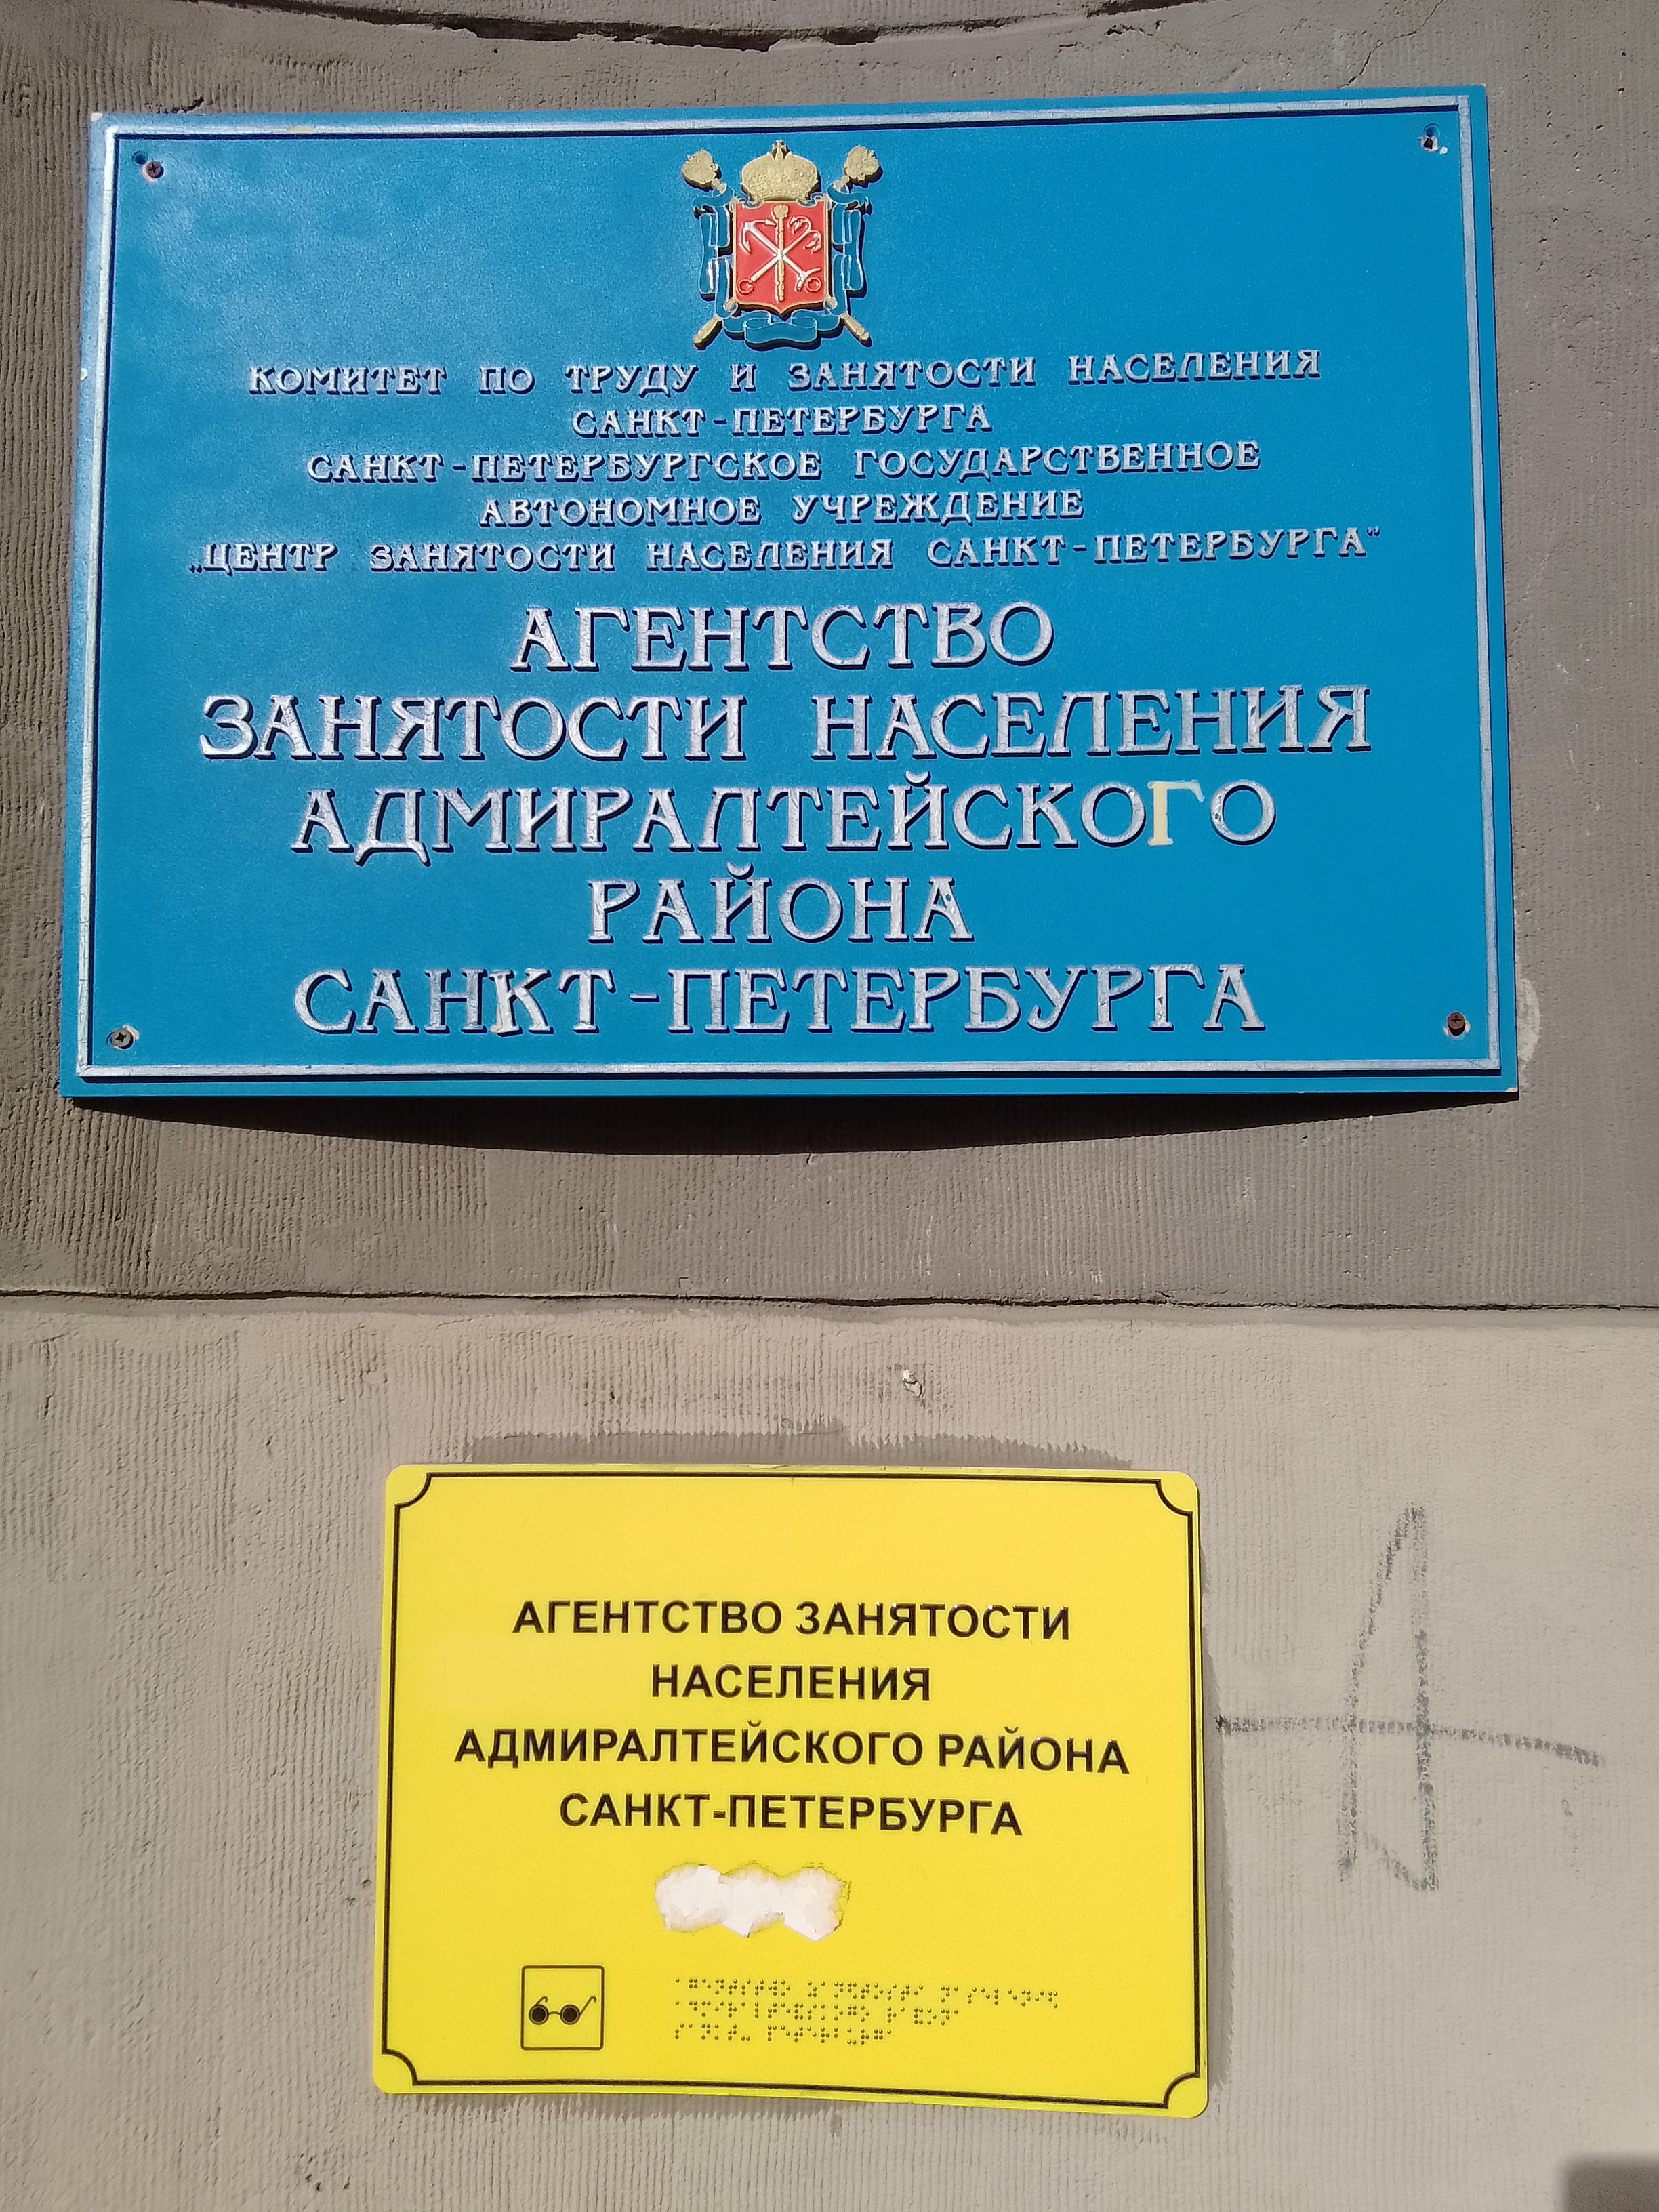 КОМИТЕТ ПО ТРУДУ И ЗАНЯТОСТИ НАСЕЛЕНИЯ
САНКТ-ПЕТЕРБУРГА
САНКТ-ПЕТЕРБУРГСКОЕ ГОСУДАРСТВЕННОЕ
АВТОНОМНОЕ УЧРЕЖДЕНИЕ
„ЦЕНТР ЗАНЯТОСТИ НАСЕЛЕНИЯ САНКТ-ПЕТЕРБУРГА"
АГЕНТСТВО
ЗАНЯТОСТИ НАСЕЛЕНИЯ
АДМИРАЛТЕЙСКОГО
РАЙОНА
САНКТ-ПЕТЕРБУРГА
АГЕНТСТВО ЗАНЯТОСТИ
НАСЕЛЕНИЯ
АДМИРАЛТЕЙСКОГО РАЙОНА
САНКТ-ПЕТЕРБУРГА